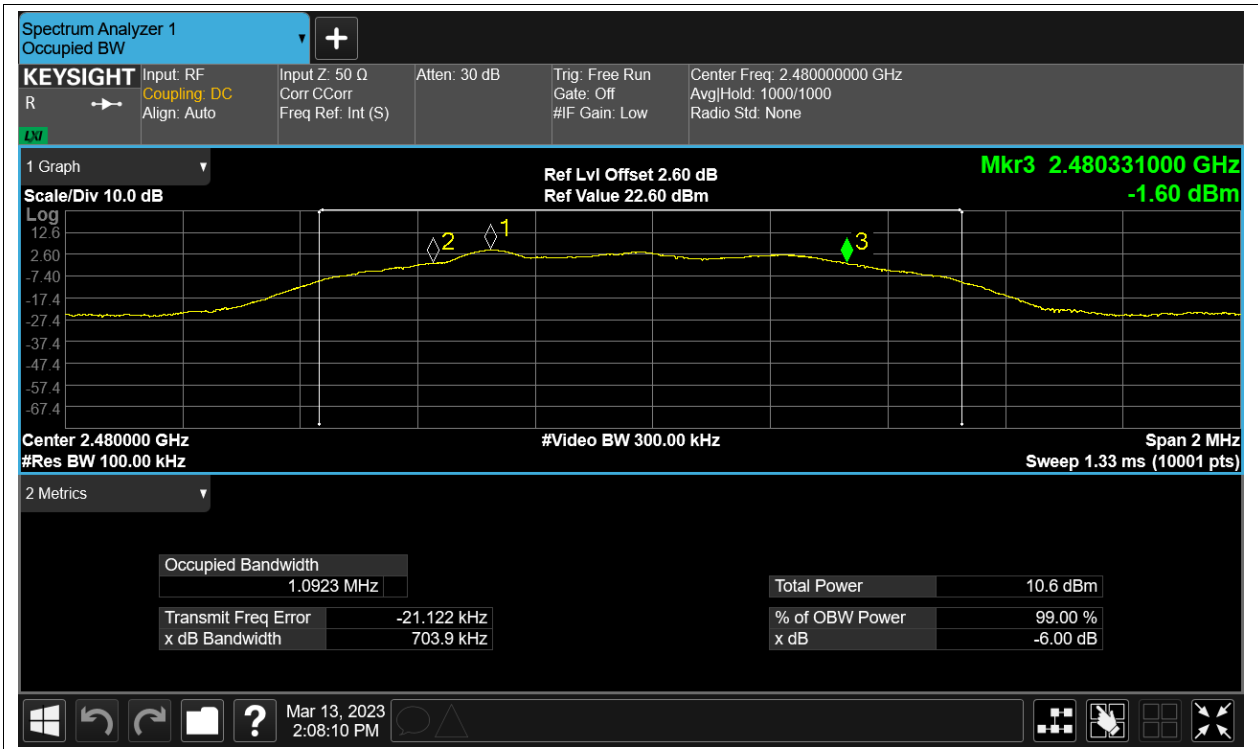 Spectrum Analyzer 1
Occupied BW
KEYSIGHT
R
LXI
Input: RF
Coupling: DC
Align: Auto
Input Z: 50 Ω
Corr CCorr
Freq Ref: Int (S)
Atten: 30 dB
Trig: Free Run
Gate: Off
#IF Gain: Low
Center Freq: 2.480000000 GHz
Avg|Hold: 1000/1000
Radio Std: None
1 Graph
Scale/Div 10.0 dB
Ref Lvl Offset 2.60 dB
Ref Value 22.60 dBm
Mkr3 2.480331000 GHz
-1.60 dBm
Log
12.6
2.60
-7.40
-17.4
-27.4
-37.4
-47.4
-57.4
-67.4
2
1
3
Center 2.480000 GHz
#Res BW 100.00 kHz
#Video BW 300.00 kHz
Span 2 MHz
Sweep 1.33 ms (10001 pts)
2 Metrics
Occupied Bandwidth
1.0923 MHz
Transmit Freq Error -21.122 kHz
x dB Bandwidth 703.9 kHz
Total Power 10.6 dBm
% of OBW Power 99.00 %
x dB -6.00 dB
?
Mar 13, 2023
2:08:10 PM